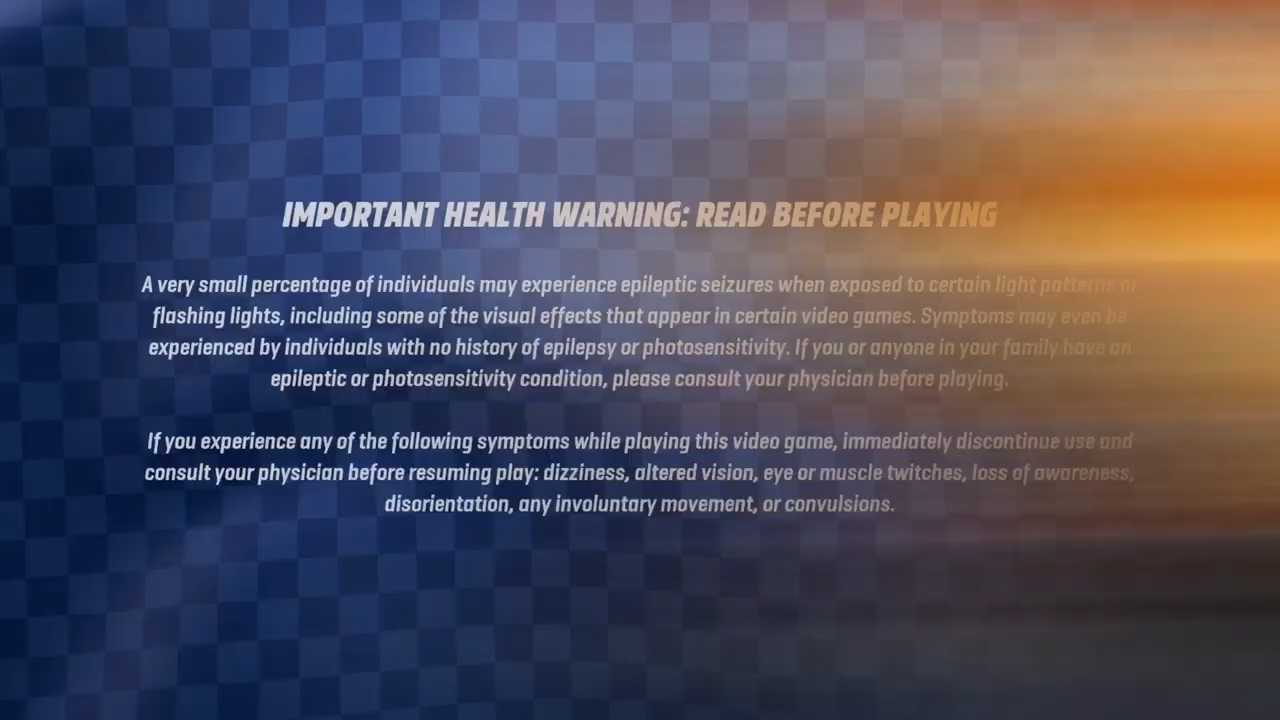 IMPORTANT HEALTH WARNING: READ BEFORE PLAYING
A very small percentage of individuals may experience epileptic seizures when exposed to certain light patterns or
flashing lights, including some of the visual effects that appear in certain video games. Symptoms may even be
experienced by individuals with no history of epilepsy or photosensitivity. If you or anyone in your family have an
epileptic or photosensitivity condition, please consult your physician before playing.
If you experience any of the following symptoms while playing this video game, immediately discontinue use and
consult your physician before resuming play: dizziness, altered vision, eye or muscle twitches, loss of awareness,
disorientation, any involuntary movement, or convulsions.